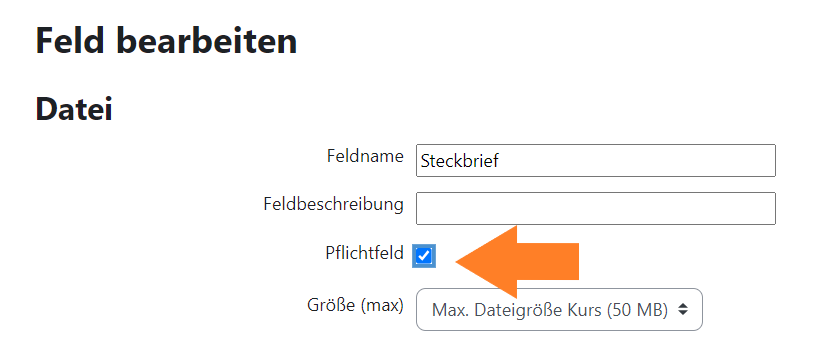 Feld bearbeiten
Datei
Feldname Steckbrief
Feldbeschreibung
Pflichtfeld
Größe (max) Max. Dateigröße Kurs (50 MB)